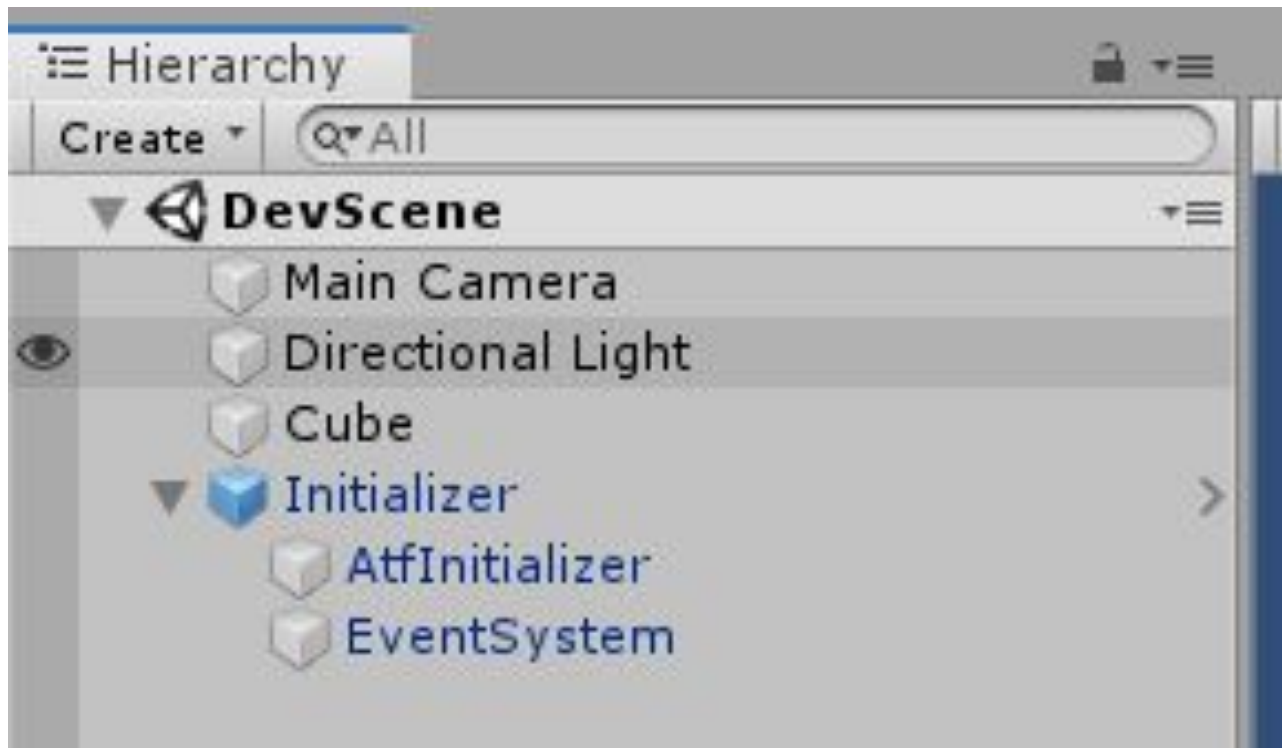 Hierarchy
Create All
DevScene
Main Camera
Directional Light
Cube
Initializer
AtfInitializer
EventSystem